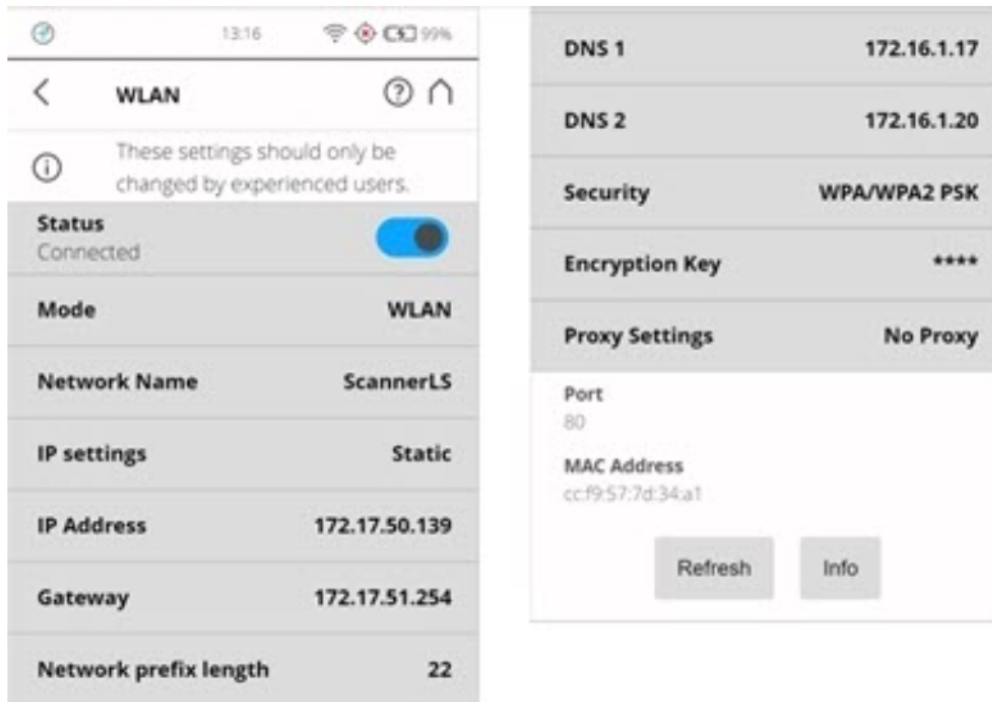 13:16
99%
WLAN
These settings should only be
changed by experienced users.
Status
Connected
Mode WLAN
Network Name ScannerLS
IP settings Static
IP Address 172.17.50.139
Gateway 172.17.51.254
Network prefix length 22
DNS 1 172.16.1.17
DNS 2 172.16.1.20
Security WPA/WPA2 PSK
Encryption Key ****
Proxy Settings No Proxy
Port
80
MAC Address
cc:f9:57:7d:34:a1
Refresh
Info